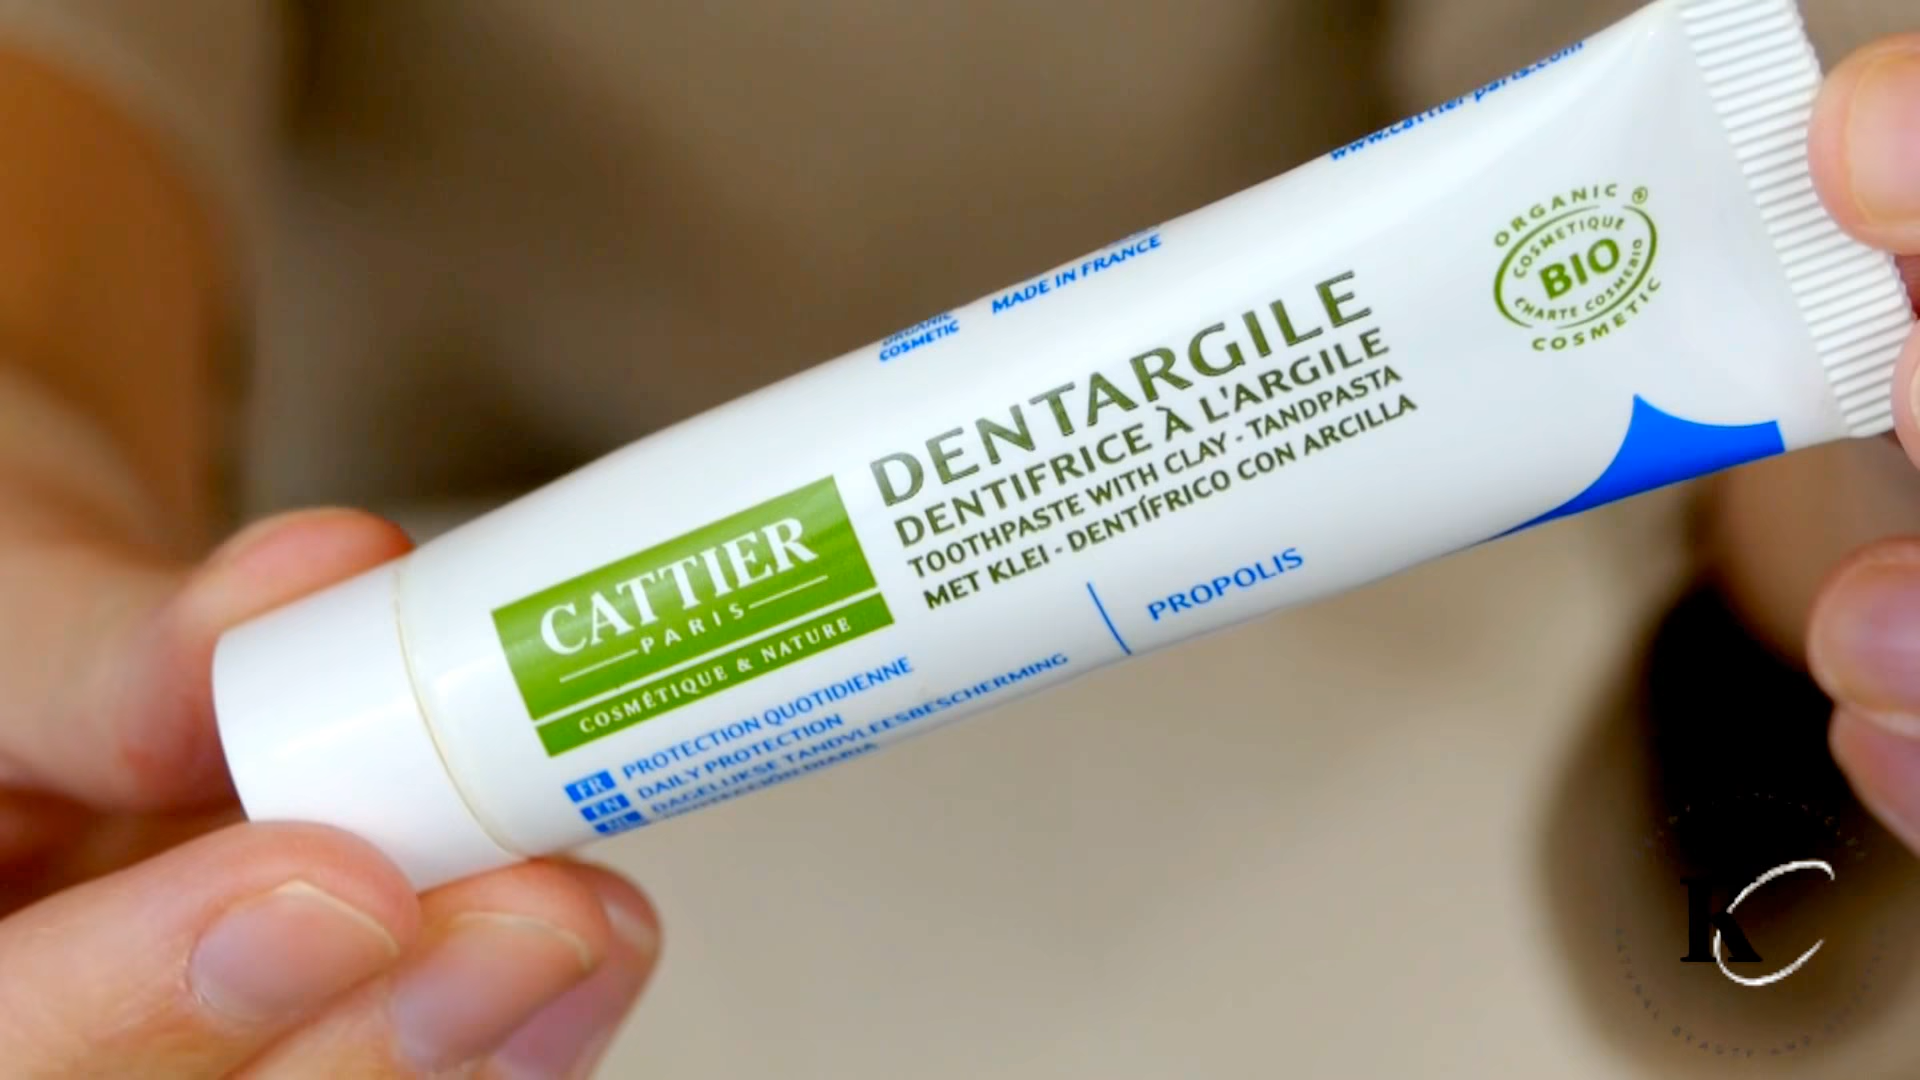 www.cattier-paris.com
MADE IN FRANCE
ORGANIC
COSMETIC
ORGANIC ®
COSMETIQUE
BIO
CHARTE COSMEBIO
COSMETIC
DENTARGILE
DENTIFRICE À L'ARGILE
TOOTHPASTE WITH CLAY - TANDPASTA
MET KLEI - DENTÍFRICO CON ARCILLA
CATTIER
PARIS
COSMÉTIQUE & NATURE
PROPOLIS
FR PROTECTION QUOTIDIENNE
EN DAILY PROTECTION
NL DAGELIJKSE TANDVLEESBESCHERMING
KC